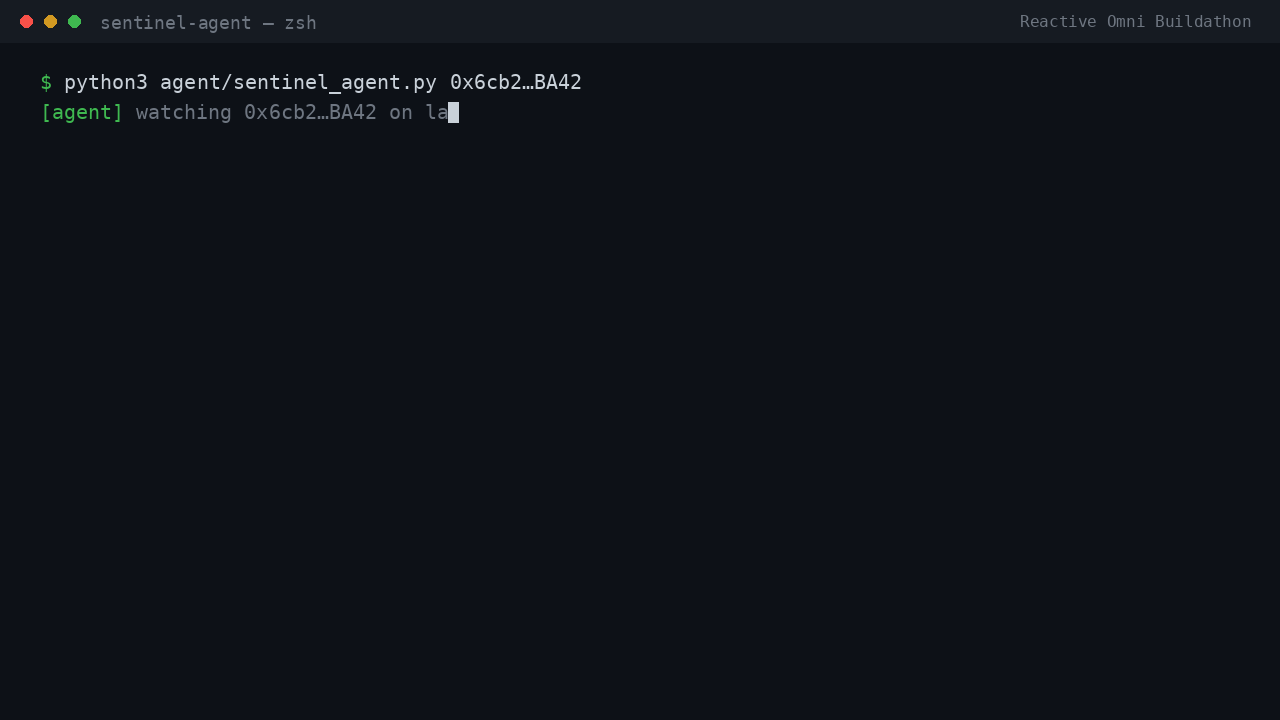 sentinel-agent — zsh
Reactive Omni Buildathon
$ python3 agent/sentinel_agent.py 0x6cb2…BA42
[agent] watching 0x6cb2…BA42 on la